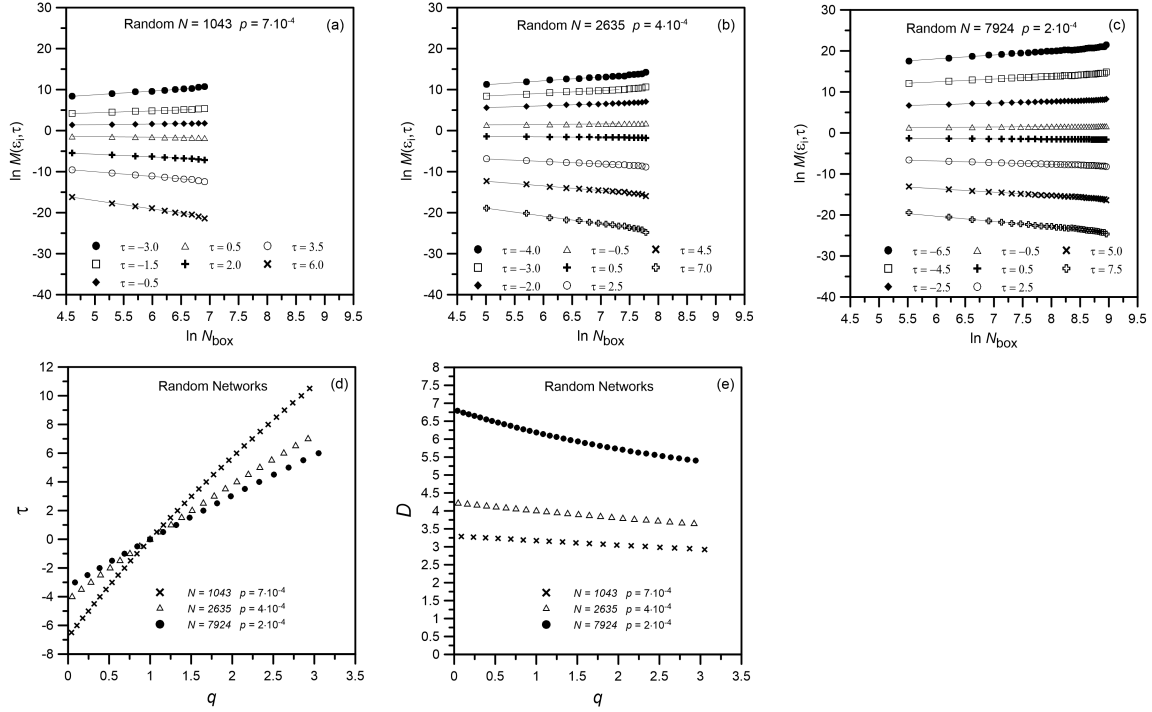 Random N = 1043 p = 7·10⁻⁴ (a)
ln M(εᵢ,τ)
30
20
10
0
-10
-20
-30
-40
τ = –3.0 τ = 0.5 τ = 3.5
τ = –1.5 τ = 2.0 τ = 6.0
τ = –0.5
4.5 5 5.5 6 6.5 7 7.5 8 8.5 9 9.5
ln N_box
Random N = 2635 p = 4·10⁻⁴ (b)
ln M(εᵢ,τ)
30
20
10
0
-10
-20
-30
-40
τ = –4.0 τ = –0.5 τ = 4.5
τ = –3.0 τ = 0.5 τ = 7.0
τ = –2.0 τ = 2.5
4.5 5 5.5 6 6.5 7 7.5 8 8.5 9 9.5
ln N_box
Random N = 7924 p = 2·10⁻⁴ (c)
ln M(εᵢ,τ)
30
20
10
0
-10
-20
-30
-40
τ = –6.5 τ = –0.5 τ = 5.0
τ = –4.5 τ = 0.5 τ = 7.5
τ = –2.5 τ = 2.5
4.5 5 5.5 6 6.5 7 7.5 8 8.5 9 9.5
ln N_box
Random Networks (d)
τ
12
10
8
6
4
2
0
-2
-4
-6
-8
N = 1043 p = 7·10⁻⁴
N = 2635 p = 4·10⁻⁴
N = 7924 p = 2·10⁻⁴
0 0.5 1 1.5 2 2.5 3 3.5
q
Random Networks (e)
D
8
7.5
7
6.5
6
5.5
5
4.5
4
3.5
3
2.5
2
1.5
1
0.5
0
N = 1043 p = 7·10⁻⁴
N = 2635 p = 4·10⁻⁴
N = 7924 p = 2·10⁻⁴
0 0.5 1 1.5 2 2.5 3 3.5
q